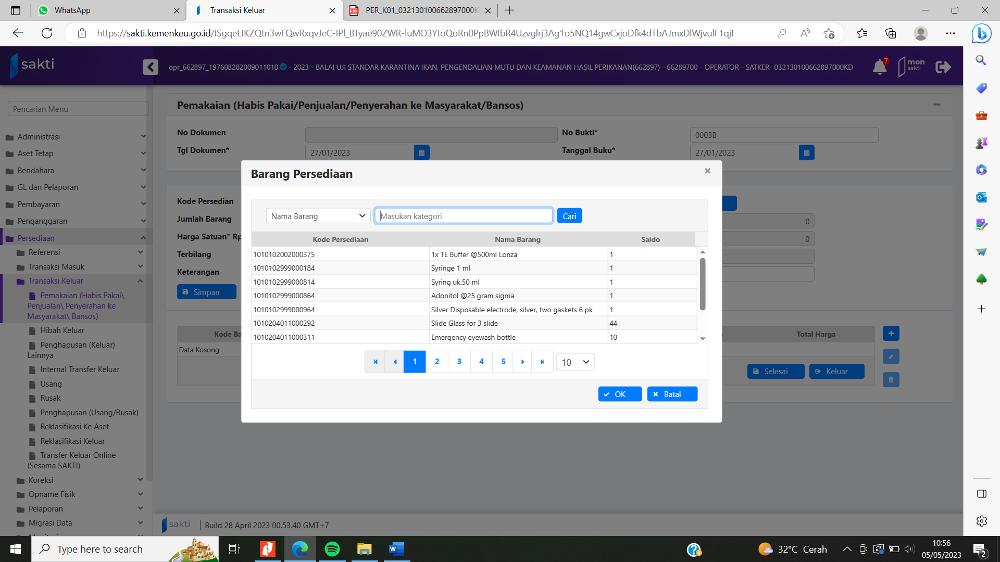 WhatsApp
Transaksi Keluar
PER_K01_032130100662897000K
https://sakti.kemenkeu.go.id/
sakti
opr_662897_197608282009011010 - 2023 - BALAI UJI STANDAR KARANTINA IKAN, PENGENDALIAN MUTU DAN KEAMANAN HASIL PERIKANAN(662897) - 66289700 - OPERATOR - SATKER- 032130100662897000KD
7
mon
sakti
Pencarian Menu
Administrasi
Aset Tetap
Bendahara
GL dan Pelaporan
Pembayaran
Penganggaran
Persediaan
Referensi
Transaksi Masuk
Transaksi Keluar
Pemakaian (Habis Pakai\
Penjualan\ Penyerahan ke
Masyarakat\ Bansos)
Hibah Keluar
Penghapusan (Keluar)
Lainnya
Internal Transfer Keluar
Usang
Rusak
Penghapusan (Usang/Rusak)
Reklasifikasi Ke Aset
Reklasifikasi Keluar
Transfer Keluar Online
(Sesama SAKTI)
Koreksi
Opname Fisik
Pelaporan
Migrasi Data
Pemakaian (Habis Pakai/Penjualan/Penyerahan ke Masyarakat/Bansos)
No Dokumen
No Bukti* 0003B
Tgl Dokumen* 27/01/2023
Tanggal Buku* 27/01/2023
Kode Persedian
Jumlah Barang 0
Harga Satuan* Rp 0
Terbilang
Keterangan
Simpan
Barang Persediaan
Nama Barang Masukan kategori Cari
Kode Persediaan Nama Barang Saldo
1010102002000375 1x TE Buffer @500ml Lonza 1
1010102999000184 Syringe 1 ml 1
1010102999000814 Syring uk.50 ml 1
1010102999000864 Adonitol @25 gram sigma 1
1010102999000964 Silver Disposable electrode, silver, two gaskets 6 pk 1
1010204011000292 Slide Glass for 3 slide 44
1010204011000311 Emergency eyewash bottle 10
1 2 3 4 5 10
OK Batal
Kode Ba Total Harga
Data Kosong
Selesai Keluar
sakti Build 28 April 2023 00.53.40 GMT+7
Type here to search
32°C Cerah
10:56
05/05/2023
2